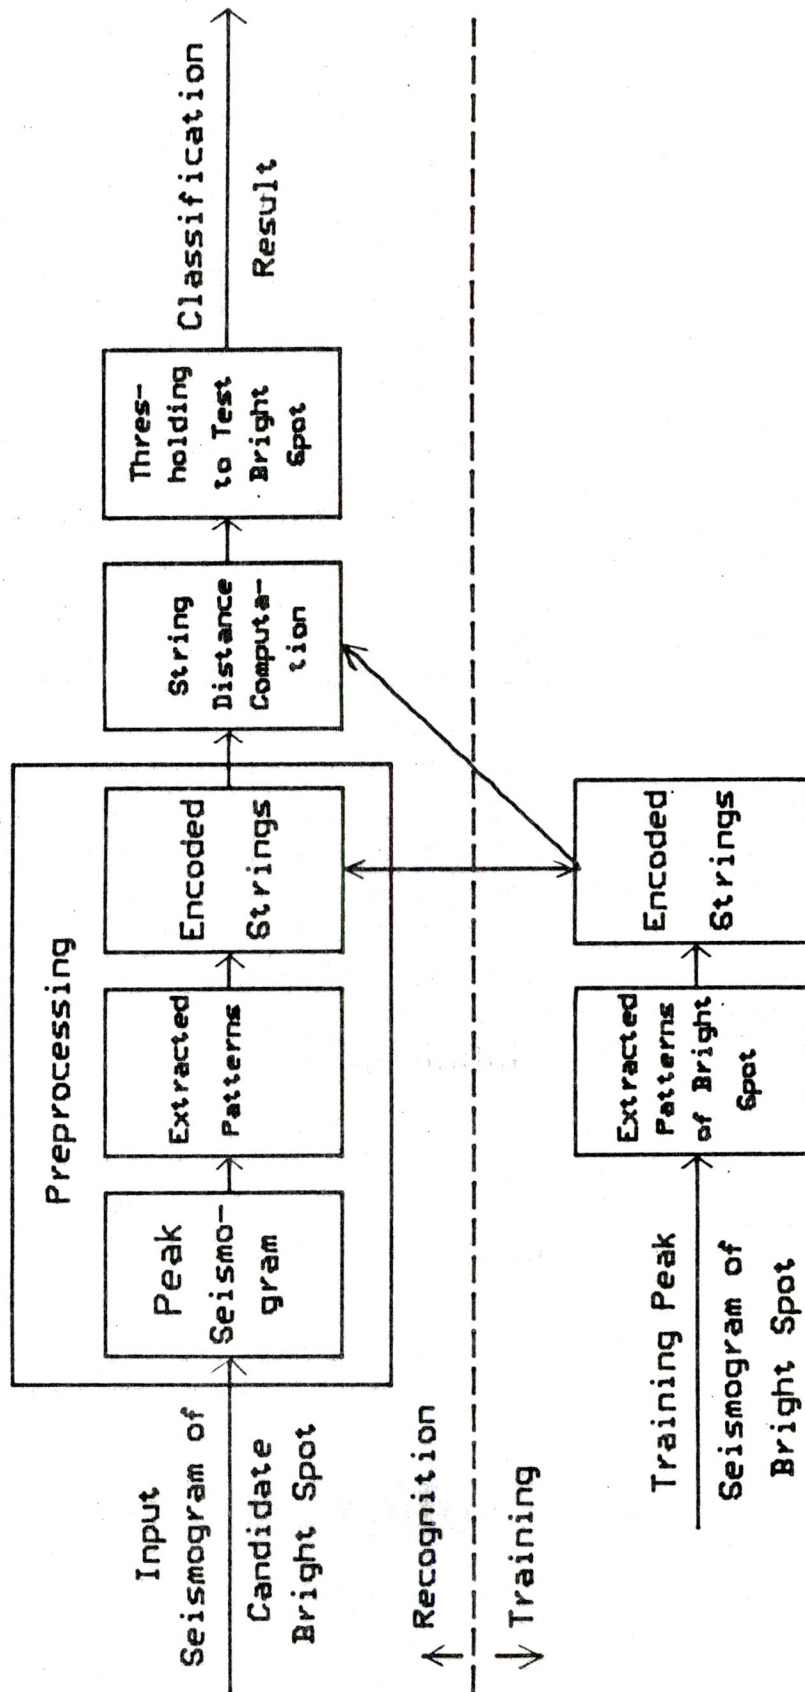 Input
Seismogram of
Candidate
Bright Spot
Preprocessing
Peak
Seismo-
gram
Extracted
Patterns
Encoded
Strings
String
Distance
Computa-
tion
Thres-
holding
to Test
Bright
Spot
Classification
Result
Recognition
Training
Training Peak
Seismogram of
Bright Spot
Extracted
Patterns
of Bright
Spot
Encoded
Strings